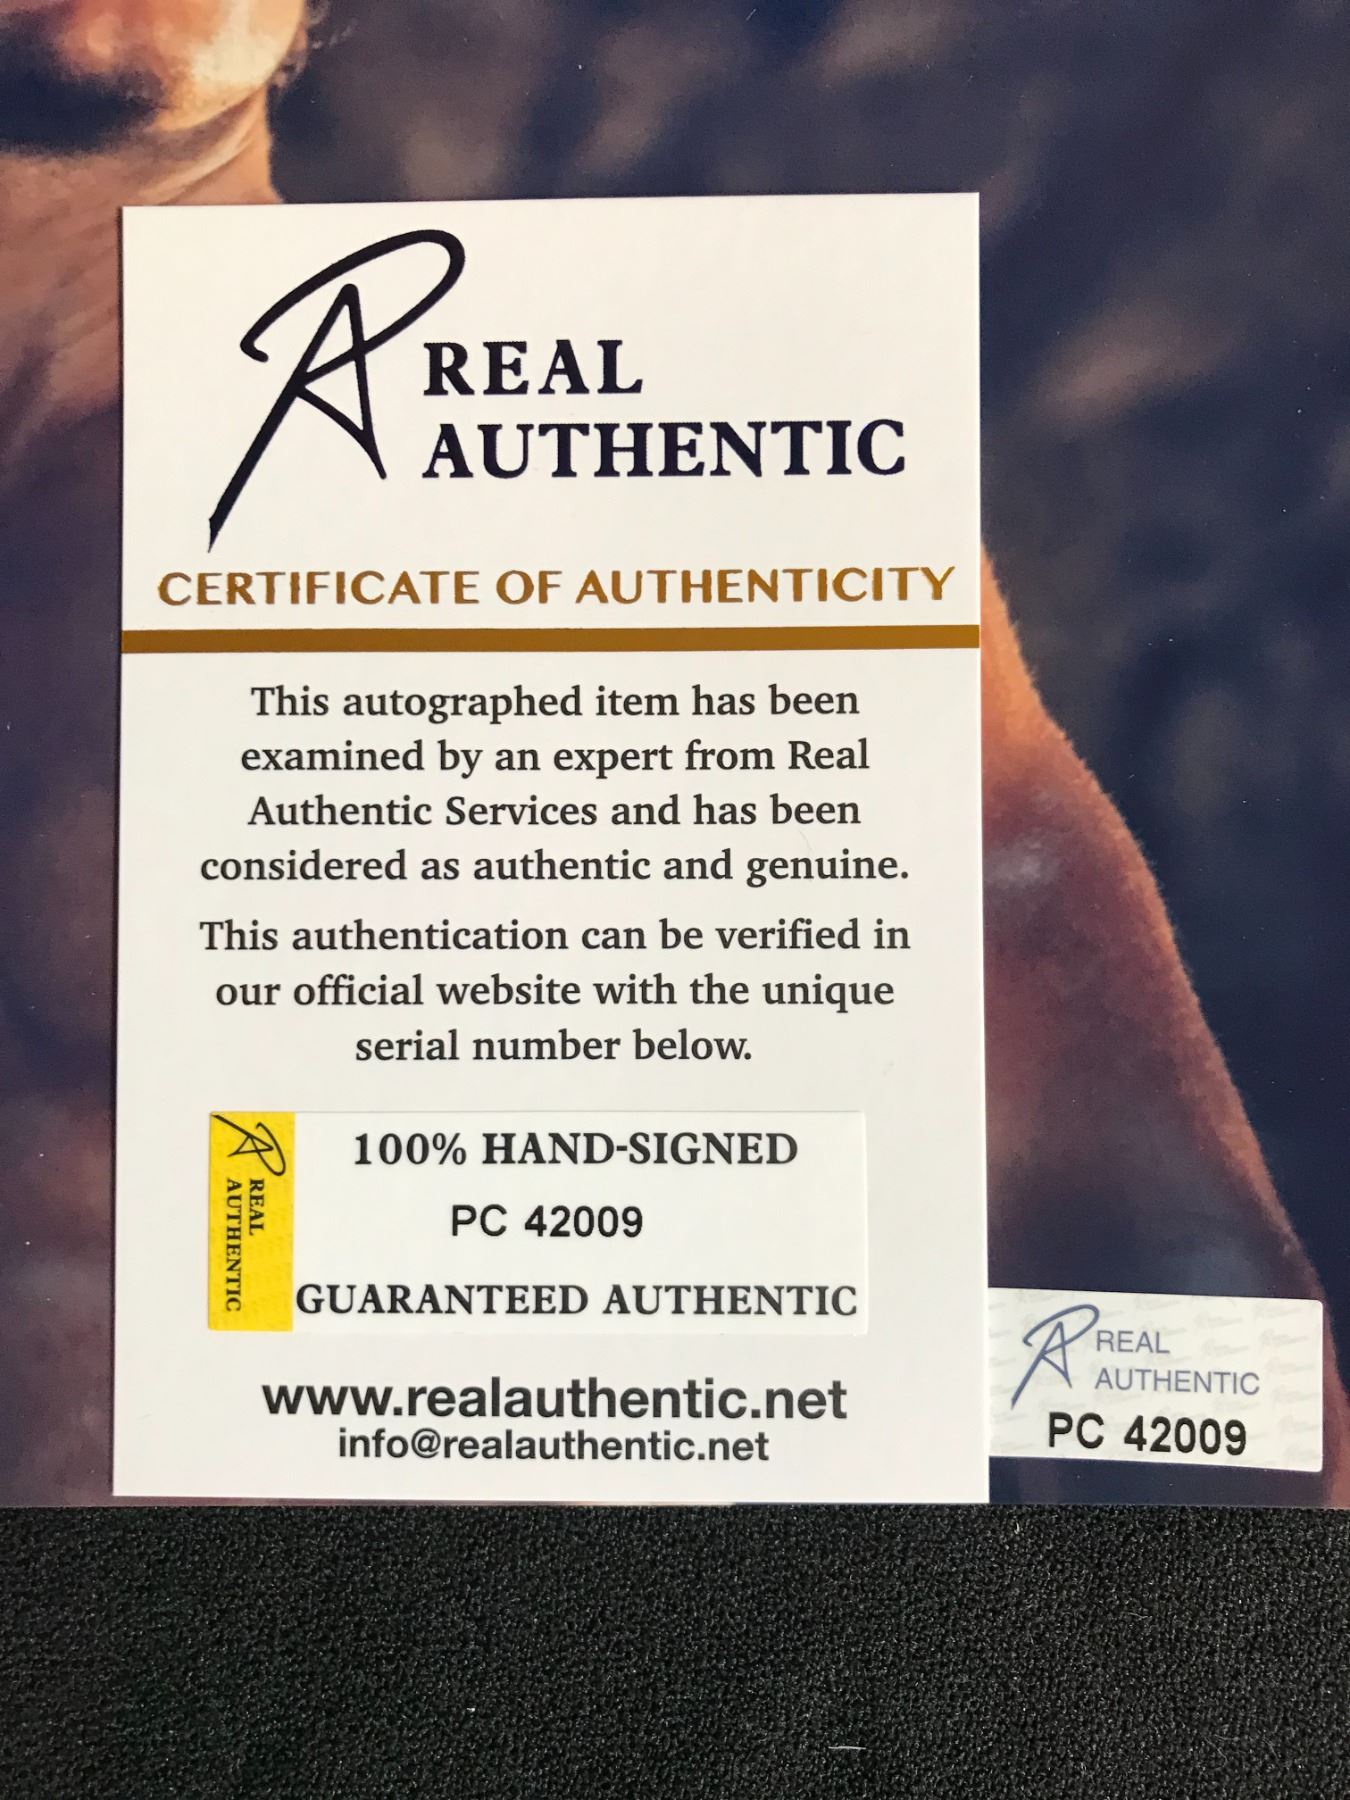 REAL
AUTHENTIC
CERTIFICATE OF AUTHENTICITY
This autographed item has been
examined by an expert from Real
Authentic Services and has been
considered as authentic and genuine.
This authentication can be verified in
our official website with the unique
serial number below.
REAL
AUTHENTIC
100% HAND-SIGNED
PC 42009
GUARANTEED AUTHENTIC
www.realauthentic.net
info@realauthentic.net
REAL
AUTHENTIC
PC 42009